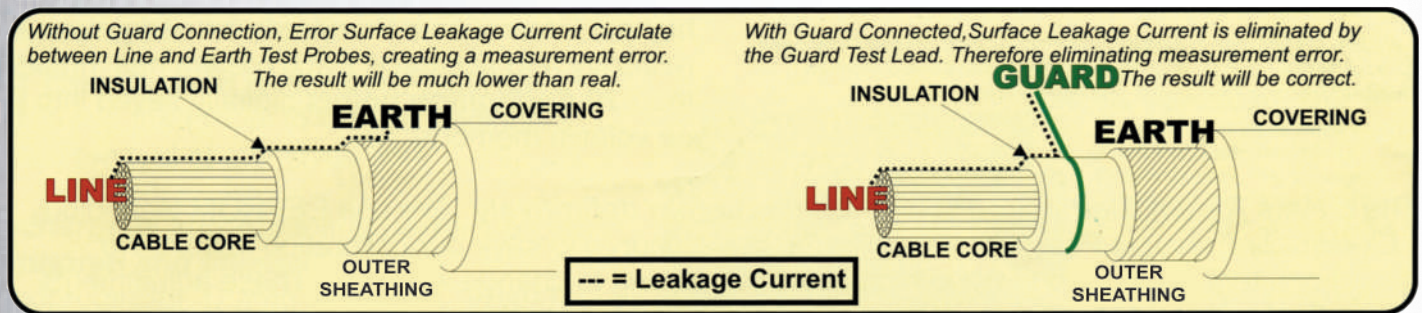 Without Guard Connection, Error Surface Leakage Current Circulate
between Line and Earth Test Probes, creating a measurement error.
The result will be much lower than real.
INSULATION
EARTH
COVERING
LINE
CABLE CORE
OUTER
SHEATHING
--- = Leakage Current
With Guard Connected,Surface Leakage Current is eliminated by
the Guard Test Lead. Therefore eliminating measurement error.
GUARD
The result will be correct.
INSULATION
EARTH
COVERING
LINE
CABLE CORE
OUTER
SHEATHING